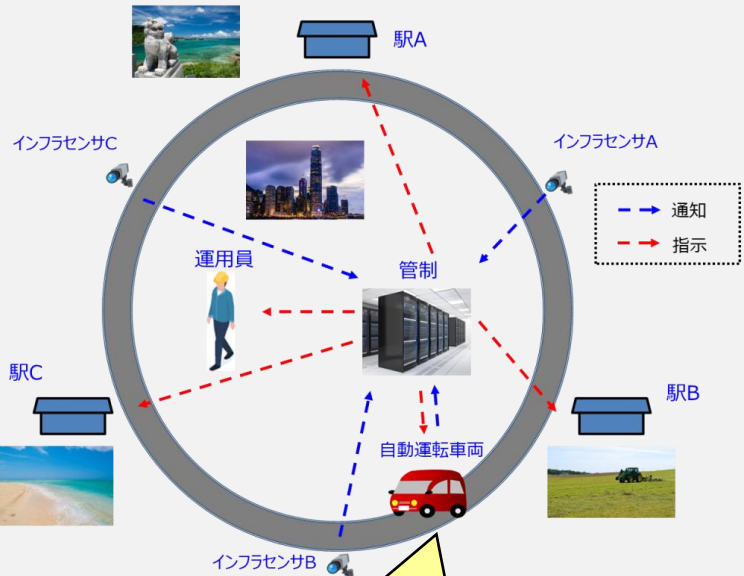 駅A
インフラセンサC
インフラセンサA
通知
指示
運用員
管制
駅C
駅B
自動運転車両
インフラセンサB